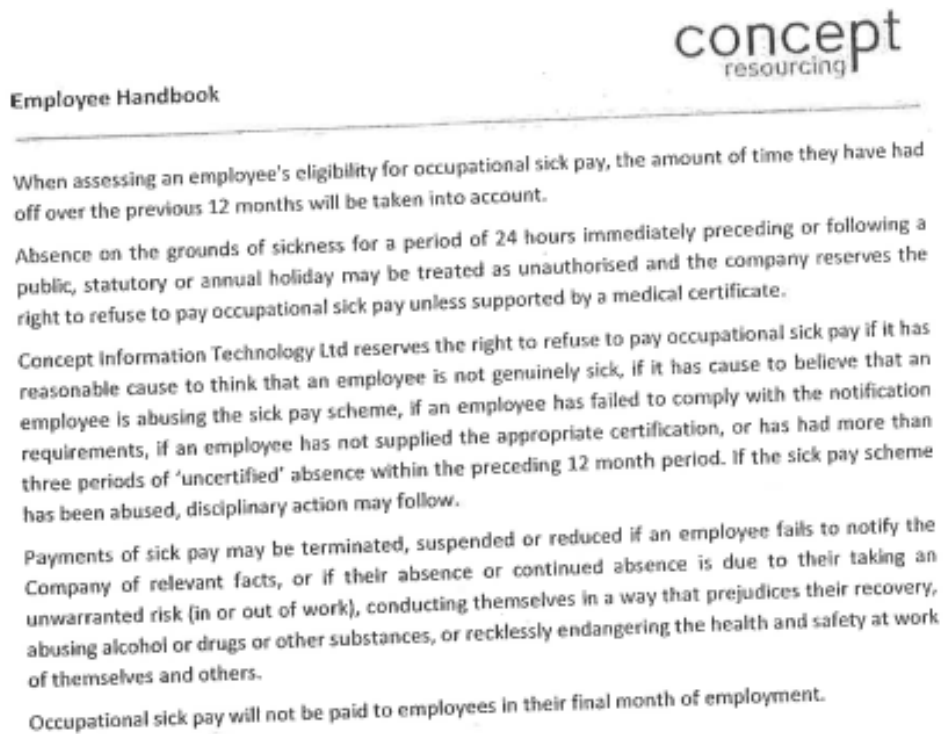 concept
resourcing
Employee Handbook
When assessing an employee's eligibility for occupational sick pay, the amount of time they have had
off over the previous 12 months will be taken into account.
Absence on the grounds of sickness for a period of 24 hours immediately preceding or following a
public, statutory or annual holiday may be treated as unauthorised and the company reserves the
right to refuse to pay occupational sick pay unless supported by a medical certificate.
Concept Information Technology Ltd reserves the right to refuse to pay occupational sick pay if it has
reasonable cause to think that an employee is not genuinely sick, if it has cause to believe that an
employee is abusing the sick pay scheme, if an employee has failed to comply with the notification
requirements, if an employee has not supplied the appropriate certification, or has had more than
three periods of 'uncertified' absence within the preceding 12 month period. If the sick pay scheme
has been abused, disciplinary action may follow.
Payments of sick pay may be terminated, suspended or reduced if an employee fails to notify the
Company of relevant facts, or if their absence or continued absence is due to their taking an
unwarranted risk (in or out of work), conducting themselves in a way that prejudices their recovery,
abusing alcohol or drugs or other substances, or recklessly endangering the health and safety at work
of themselves and others.
Occupational sick pay will not be paid to employees in their final month of employment.